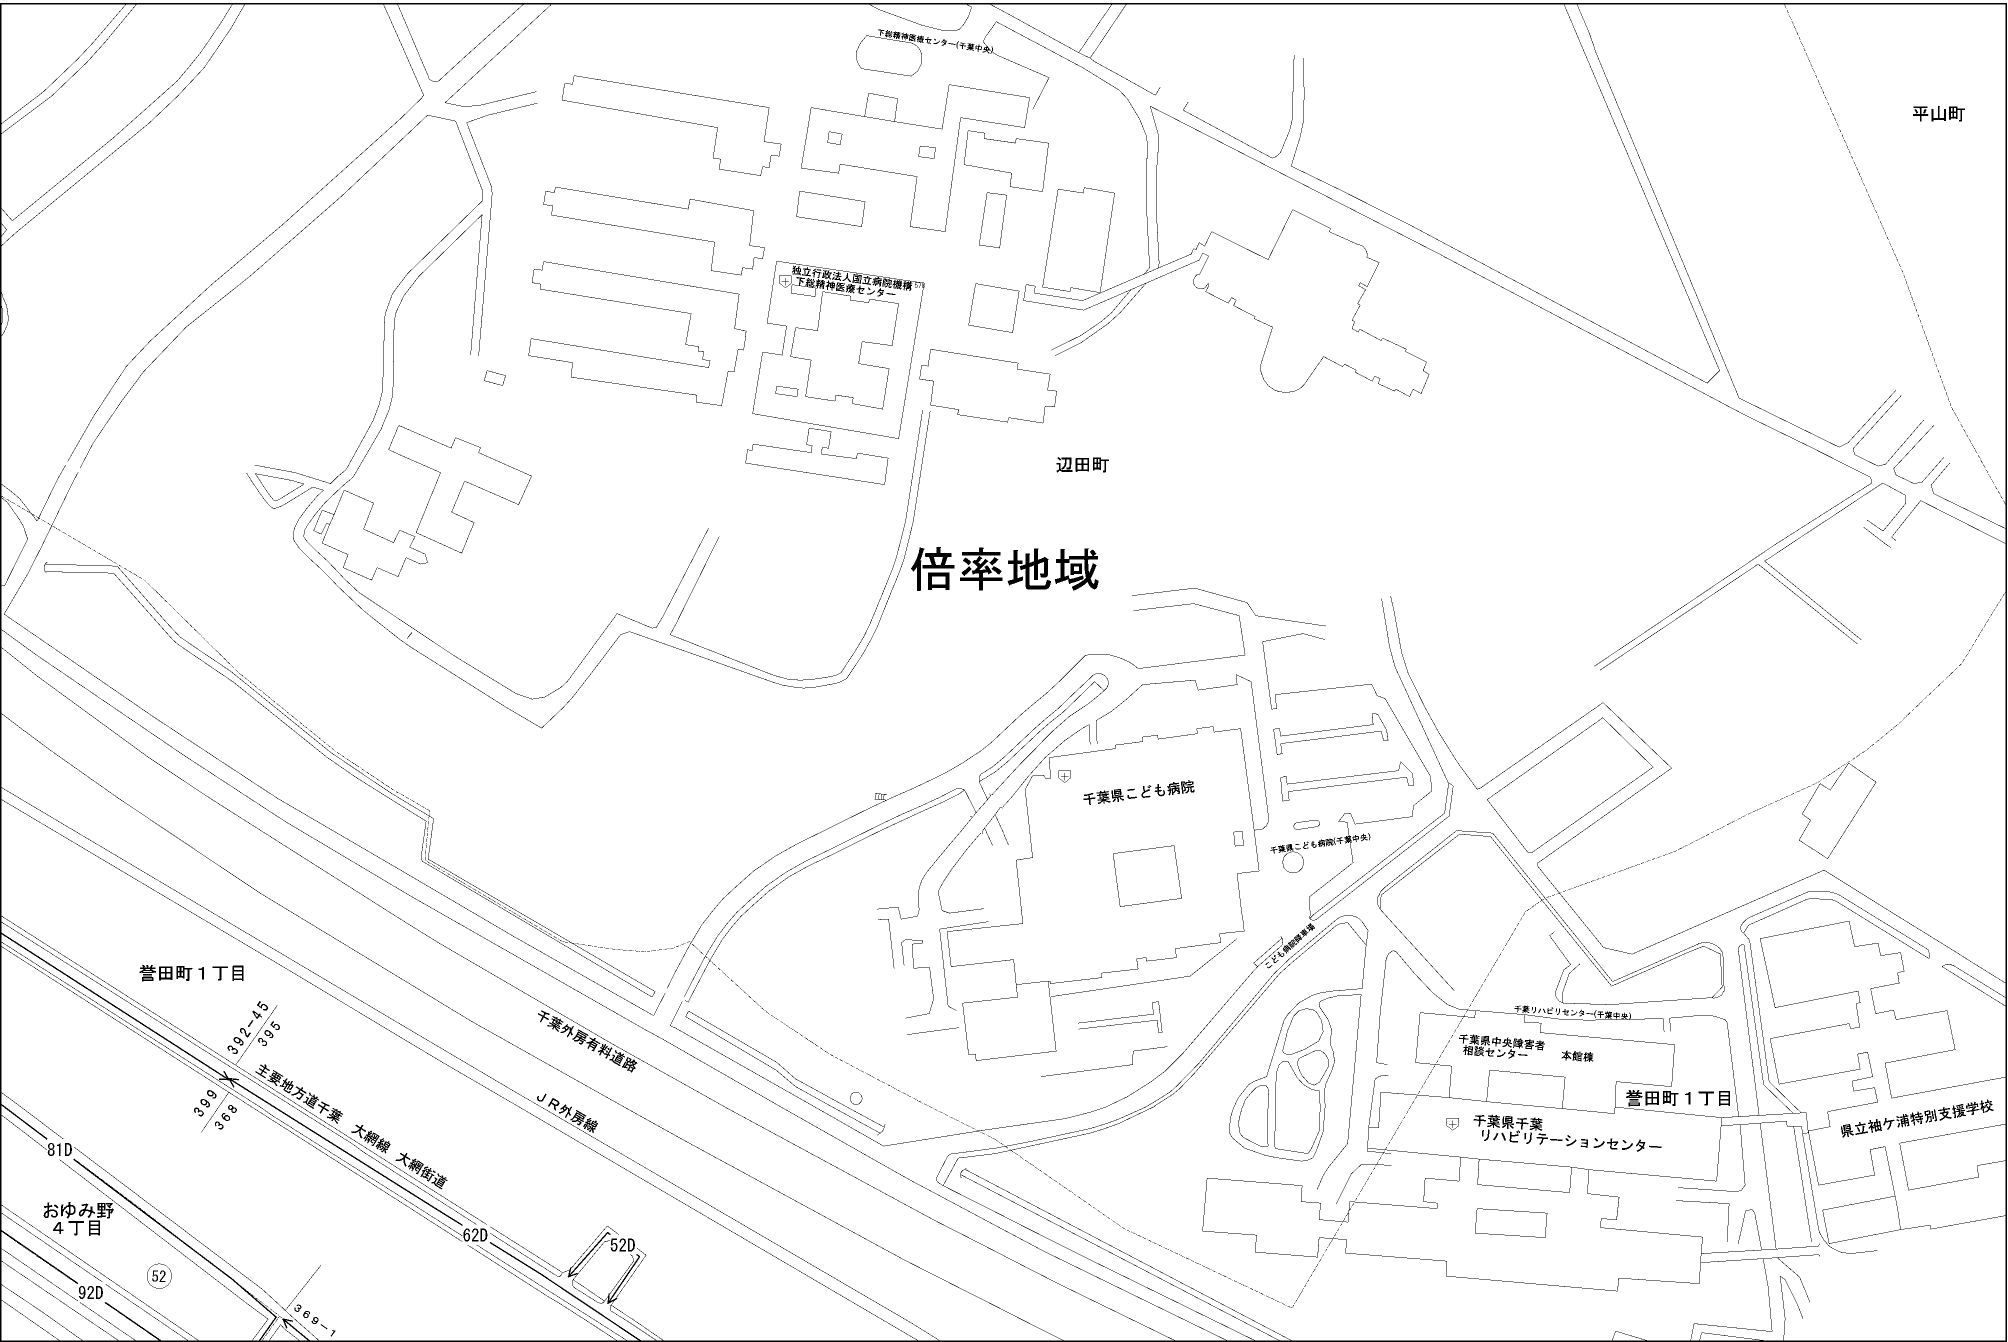 下総精神医療センター(千葉中央)
平山町
独立行政法人国立病院機構
下総精神医療センター
578
辺田町
倍率地域
千葉県こども病院
千葉県こども病院(千葉中央)
こども病院降車場
誉田町１丁目
392-45
395
399
368
主要地方道千葉　大網線　大網街道
千葉外房有料道路
ＪＲ外房線
千葉リハビリセンター(千葉中央)
千葉県中央障害者
相談センター　本館棟
誉田町１丁目
千葉県千葉
リハビリテーションセンター
県立袖ケ浦特別支援学校
81D
おゆみ野
４丁目
62D
52D
52
92D
369-1